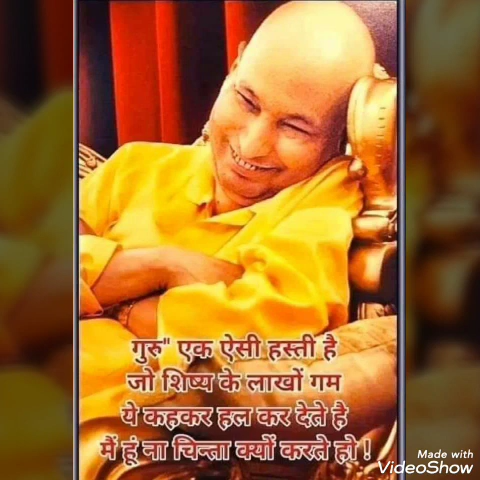 गुरु" एक ऐसी हस्ती है
जो शिष्य के लाखों गम
ये कहकर हल कर देते है
मैं हूं ना चिन्ता क्यों करते हो !
Made with
VideoShow